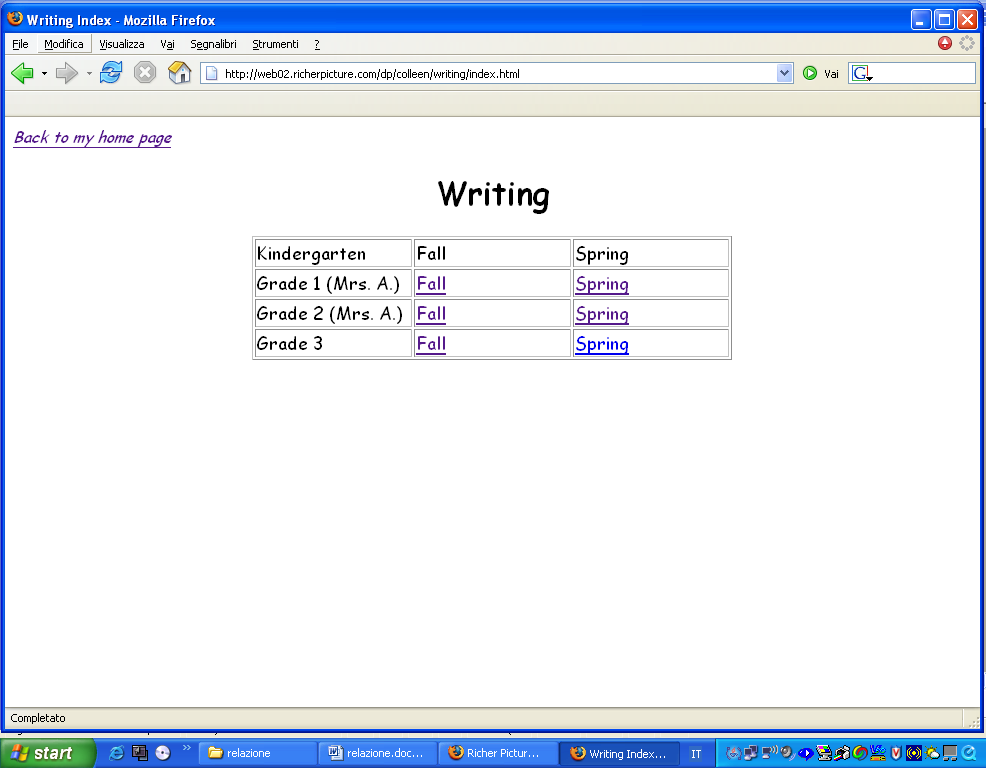 Writing Index - Mozilla Firefox
File Modifica Visualizza Vai Segnalibri Strumenti ?
http://web02.richerpicture.com/dp/colleen/writing/index.html Vai G
Back to my home page
Writing
Kindergarten Fall Spring
Grade 1 (Mrs. A.) Fall Spring
Grade 2 (Mrs. A.) Fall Spring
Grade 3 Fall Spring
Completato
start relazione relazione.doc... Richer Pictur... Writing Index... IT